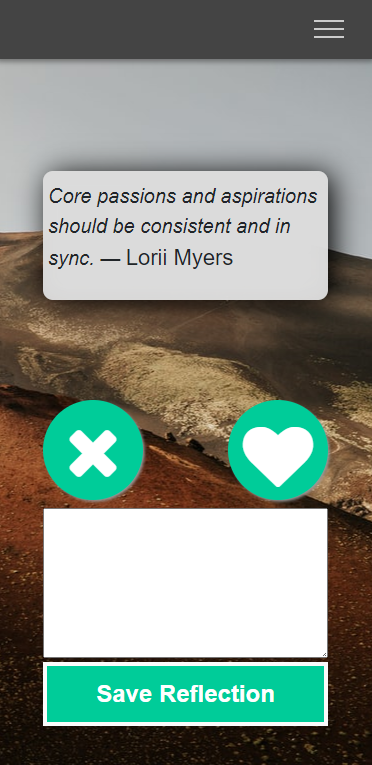 Core passions and aspirations
should be consistent and in
sync. — Lorii Myers
Save Reflection